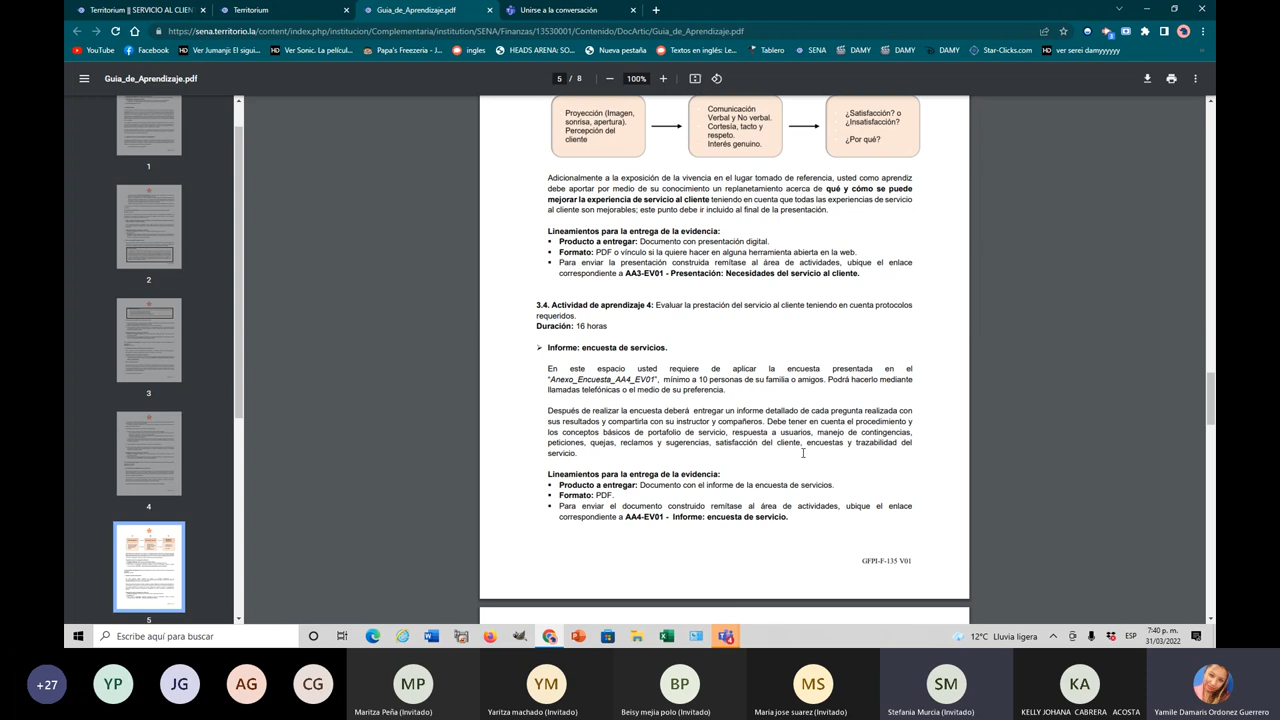 Territorium || SERVICIO AL CLIEN
Territorium
Guia_de_Aprendizaje.pdf
Unirse a la conversación
https://sena.territorio.la/content/index.php/institucion/Complementaria/institution/SENA/Finanzas/13530001/Contenido/DocArtic/Guia_de_Aprendizaje.pdf
YouTube
Facebook
Ver Jumanji: El sigui...
Ver Sonic. La pelicul...
Papa's Freezeria - J...
ingles
HEADS ARENA: SO...
Nueva pestaña
Textos en inglés: Le...
Tablero
SENA
DAMY
DAMY
DAMY
Star-Clicks.com
ver serei damyyyyy
Guia_de_Aprendizaje.pdf
5 / 8
100%
1
2
3
4
5
Proyección (Imagen,
sonrisa, apertura).
Percepción del
cliente
Comunicación
Verbal y No verbal.
Cortesía, tacto y
respeto.
Interés genuino.
¿Satisfacción? o
¿Insatisfacción?
¿Por qué?
Adicionalmente a la exposición de la vivencia en el lugar tomado de referencia, usted como aprendiz
debe aportar por medio de su conocimiento un replanetamiento acerca de qué y cómo se puede
mejorar la experiencia de servicio al cliente teniendo en cuenta que todas las experiencias de servicio
al cliente son mejorables; este punto debe ir incluido al final de la presentación.
Lineamientos para la entrega de la evidencia:
▪ Producto a entregar: Documento con presentación digital.
▪ Formato: PDF o vínculo si la quiere hacer en alguna herramienta abierta en la web.
▪ Para enviar la presentación construida remítase al área de actividades, ubique el enlace
correspondiente a AA3-EV01 - Presentación: Necesidades del servicio al cliente.
3.4. Actividad de aprendizaje 4: Evaluar la prestación del servicio al cliente teniendo en cuenta protocolos
requeridos.
Duración: 16 horas
➢ Informe: encuesta de servicios.
En este espacio usted requiere de aplicar la encuesta presentada en el
"Anexo_Encuesta_AA4_EV01", mínimo a 10 personas de su familia o amigos. Podrá hacerlo mediante
llamadas telefónicas o el medio de su preferencia.
Después de realizar la encuesta deberá entregar un informe detallado de cada pregunta realizada con
sus resultados y compartirla con su instructor y compañeros. Debe tener en cuenta el procedimiento y
los conceptos básicos de portafolio de servicio, respuesta a usuarios, manejo de contingencias,
peticiones, quejas, reclamos y sugerencias, satisfacción del cliente, encuestas y trazabilidad del
servicio.
Lineamientos para la entrega de la evidencia:
▪ Producto a entregar: Documento con el informe de la encuesta de servicios.
▪ Formato: PDF.
▪ Para enviar el documento construido remítase al área de actividades, ubique el enlace
correspondiente a AA4-EV01 - Informe: encuesta de servicio.
GFPI-F-135 V01
Escribe aquí para buscar
12°C Lluvia ligera
ESP
7:40 p. m.
31/03/2022
+27
YP
JG
AG
CG
MP
Maritza Peña (Invitado)
YM
Yaritza machado (Invitado)
BP
Beisy mejia polo (Invitado)
MS
Maria jose suarez (Invitado)
SM
Stefania Murcia (Invitado)
KA
KELLY JOHANA CABRERA ACOSTA
Yamile Damaris Ordonez Guerrero